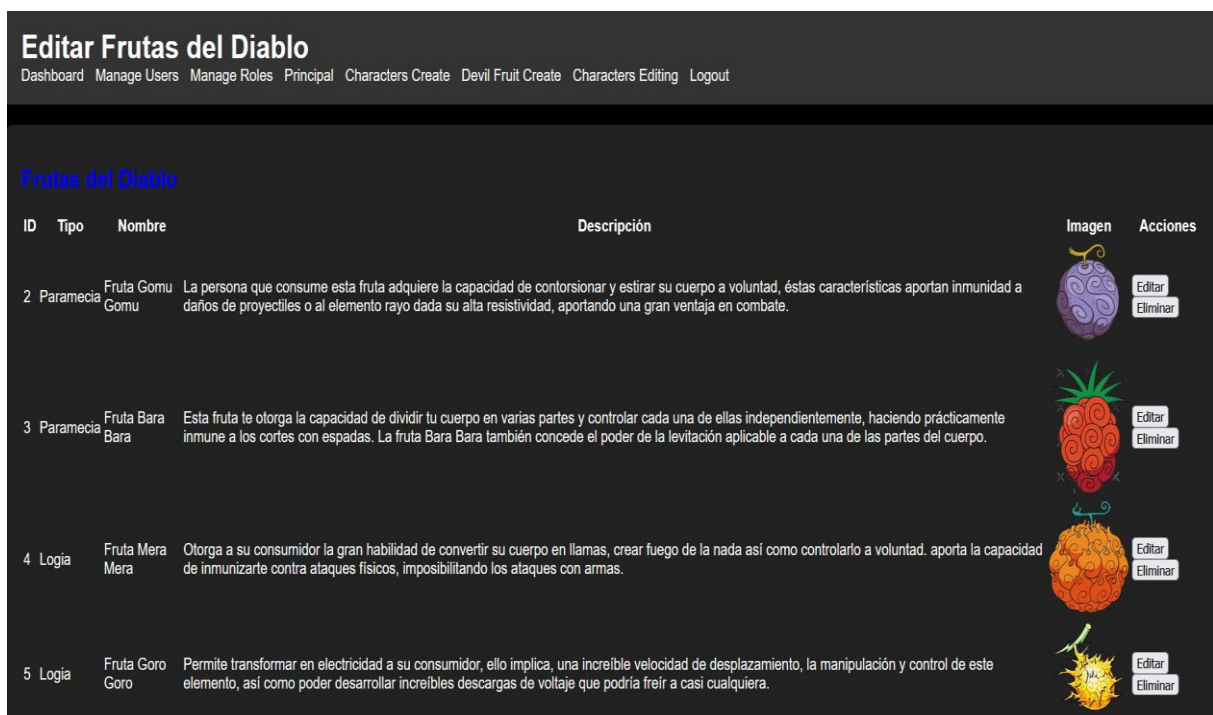 Editar Frutas del Diablo
Dashboard Manage Users Manage Roles Principal Characters Create Devil Fruit Create Characters Editing Logout
Frutas del Diablo
ID Tipo Nombre Descripción Imagen Acciones
2 Paramecia Fruta Gomu Gomu La persona que consume esta fruta adquiere la capacidad de contorsionar y estirar su cuerpo a voluntad, éstas características aportan inmunidad a
daños de proyectiles o al elemento rayo dada su alta resistividad, aportando una gran ventaja en combate.
Editar
Eliminar
3 Paramecia Fruta Bara Bara Esta fruta te otorga la capacidad de dividir tu cuerpo en varias partes y controlar cada una de ellas independientemente, haciendo prácticamente
inmune a los cortes con espadas. La fruta Bara Bara también concede el poder de la levitación aplicable a cada una de las partes del cuerpo.
Editar
Eliminar
4 Logia Fruta Mera Mera Otorga a su consumidor la gran habilidad de convertir su cuerpo en llamas, crear fuego de la nada así como controlarlo a voluntad. aporta la capacidad
de inmunizarte contra ataques físicos, imposibilitando los ataques con armas.
Editar
Eliminar
5 Logia Fruta Goro Goro Permite transformar en electricidad a su consumidor, ello implica, una increíble velocidad de desplazamiento, la manipulación y control de este
elemento, así como poder desarrollar increíbles descargas de voltaje que podría freír a casi cualquiera.
Editar
Eliminar